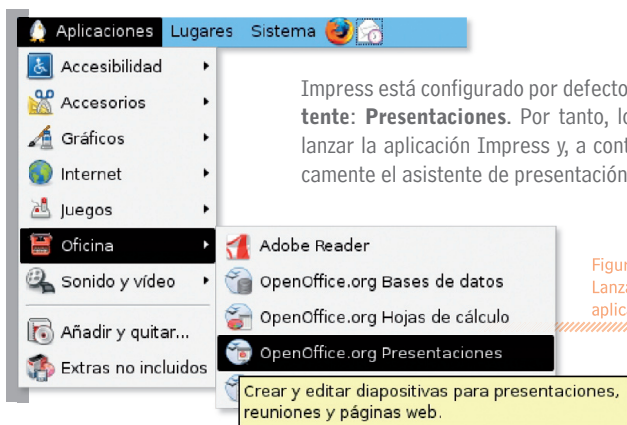 Aplicaciones Lugares Sistema
Accesibilidad
Accesorios
Gráficos
Internet
Juegos
Oficina
Sonido y vídeo
Añadir y quitar...
Extras no incluidos
Adobe Reader
OpenOffice.org Bases de datos
OpenOffice.org Hojas de cálculo
OpenOffice.org Presentaciones
Crear y editar diapositivas para presentaciones,
reuniones y páginas web.
Impress está configurado por defecto
tente: Presentaciones. Por tanto, lo
lanzar la aplicación Impress y, a cont
camente el asistente de presentación
Figur
Lanza
aplic